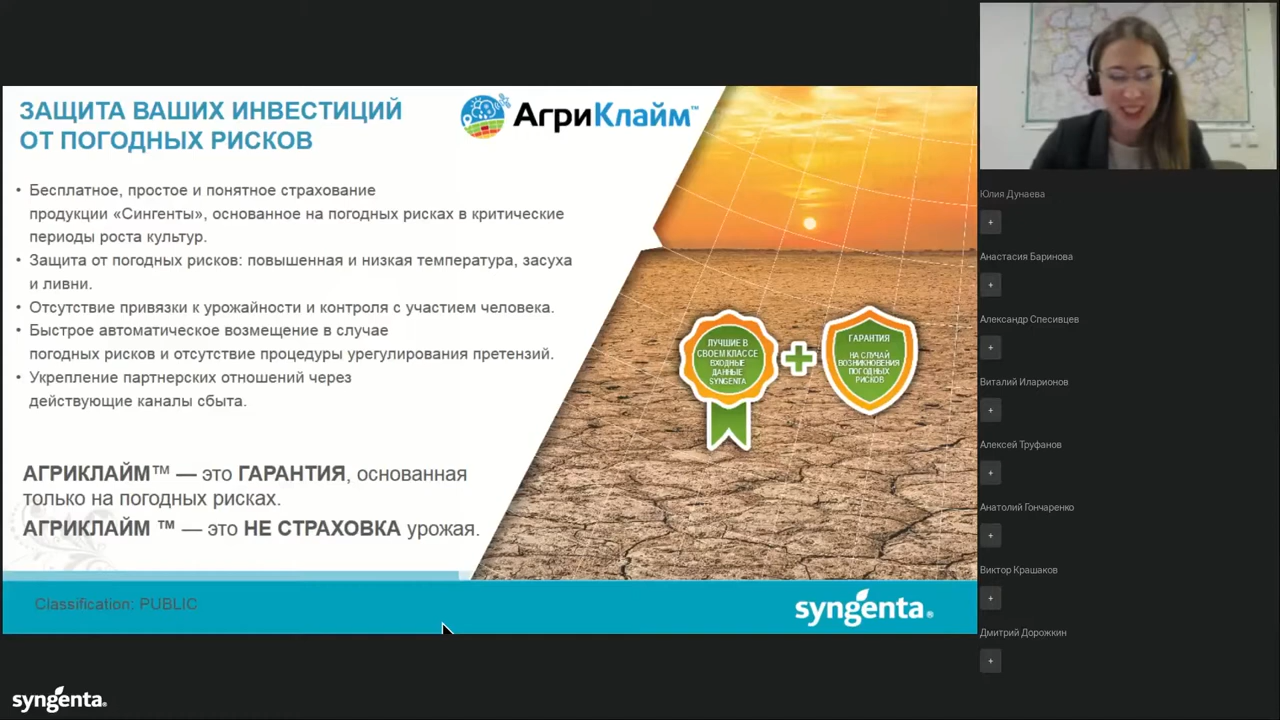 ЗАЩИТА ВАШИХ ИНВЕСТИЦИЙ
ОТ ПОГОДНЫХ РИСКОВ
АгриКлайм™
• Бесплатное, простое и понятное страхование
продукции «Сингенты», основанное на погодных рисках в критические
периоды роста культур.
• Защита от погодных рисков: повышенная и низкая температура, засуха
и ливни.
• Отсутствие привязки к урожайности и контроля с участием человека.
• Быстрое автоматическое возмещение в случае
погодных рисков и отсутствие процедуры урегулирования претензий.
• Укрепление партнерских отношений через
действующие каналы сбыта.
АГРИКЛАЙМ™ — это ГАРАНТИЯ, основанная
только на погодных рисках.
АГРИКЛАЙМ ™ — это НЕ СТРАХОВКА урожая.
ЛУЧШИЕ В
СВОЕМ КЛАССЕ
ВХОДНЫЕ
ДАННЫЕ
SYNGENTA
ГАРАНТИЯ
НА СЛУЧАЙ
ВОЗНИКНОВЕНИЯ
ПОГОДНЫХ
РИСКОВ
Classification: PUBLIC
syngenta
syngenta
Юлия Дунаева
Анастасия Баринова
Александр Спесивцев
Виталий Иларионов
Алексей Труфанов
Анатолий Гончаренко
Виктор Крашаков
Дмитрий Дорожкин